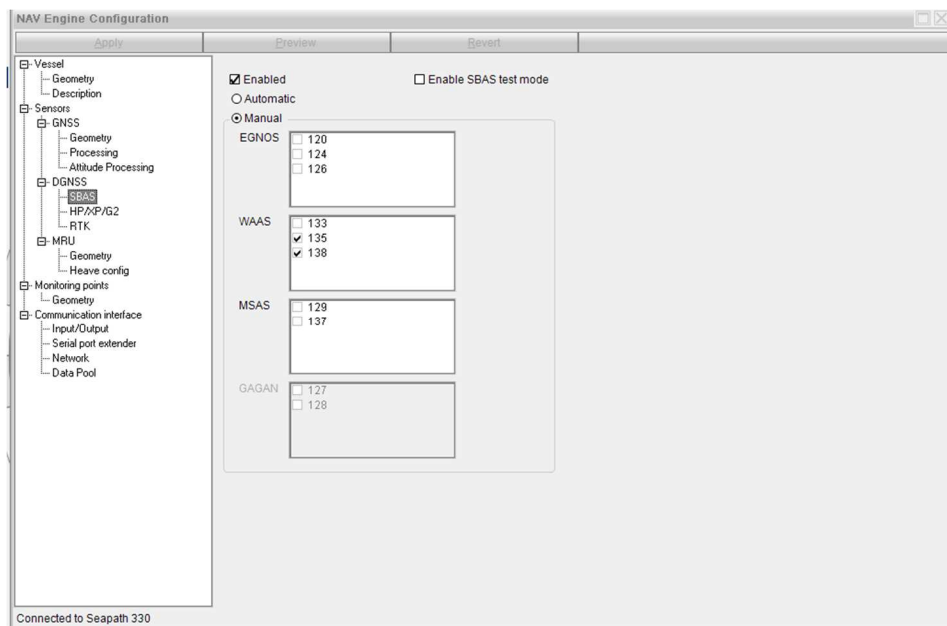 NAV Engine Configuration
Apply Preview Revert
Vessel
Geometry
Description
Sensors
GNSS
Geometry
Processing
Attitude Processing
DGNSS
SBAS
HP/XP/G2
RTK
MRU
Geometry
Heave config
Monitoring points
Geometry
Communication interface
Input/Output
Serial port extender
Network
Data Pool
Enabled Enable SBAS test mode
Automatic
Manual
EGNOS 120
124
126
WAAS 133
135
138
MSAS 129
137
GAGAN 127
128
Connected to Seapath 330